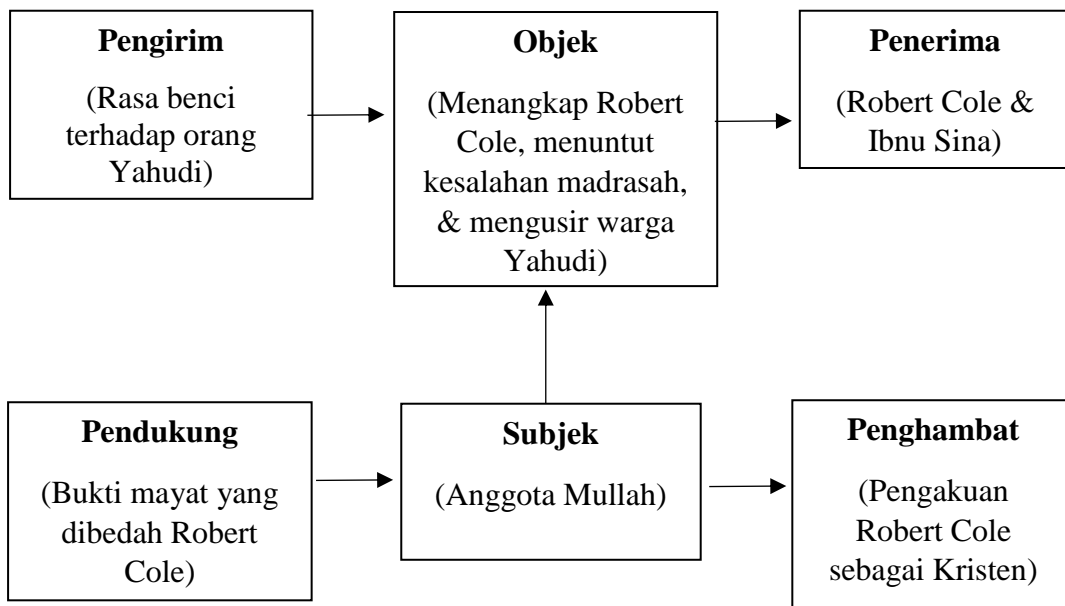 Pengirim
(Rasa benci
terhadap orang
Yahudi)
Objek
(Menangkap Robert
Cole, menuntut
kesalahan madrasah,
& mengusir warga
Yahudi)
Penerima
(Robert Cole &
Ibnu Sina)
Pendukung
(Bukti mayat yang
dibedah Robert
Cole)
Subjek
(Anggota Mullah)
Penghambat
(Pengakuan
Robert Cole
sebagai Kristen)